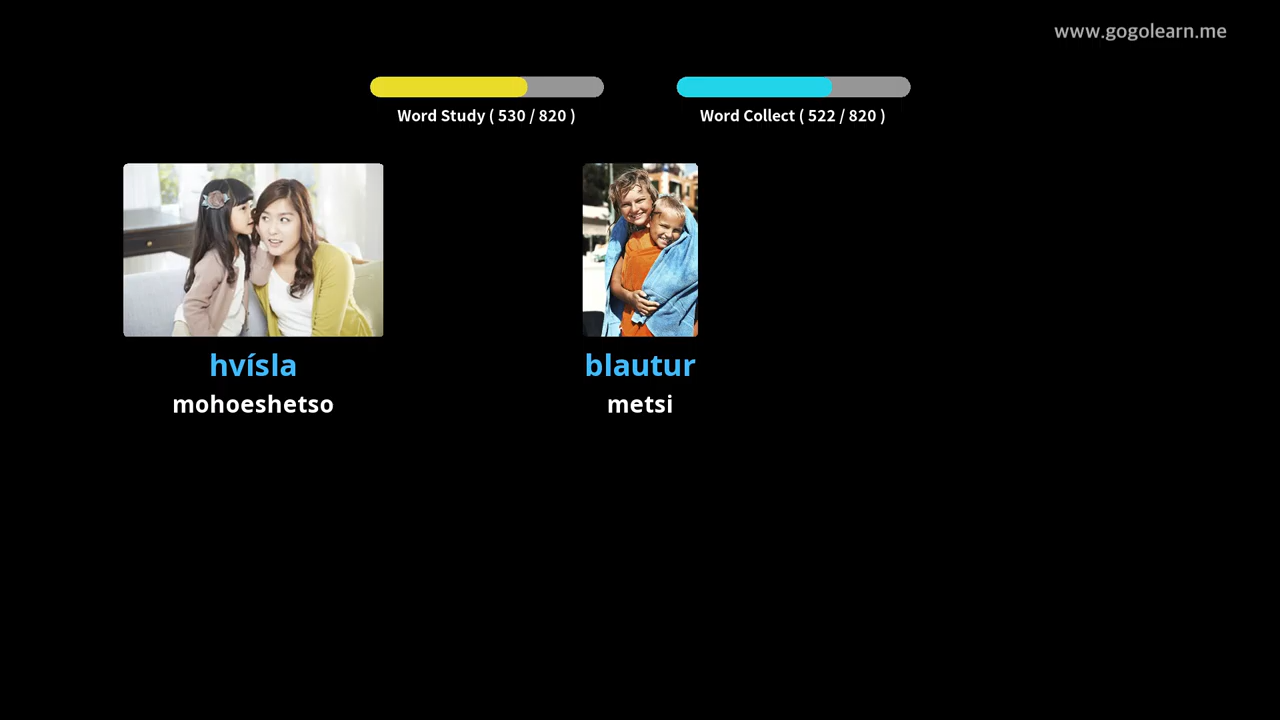 www.gogolearn.me
Word Study ( 530 / 820 )
Word Collect ( 522 / 820 )
hvísla
mohoeshetso
blautur
metsi